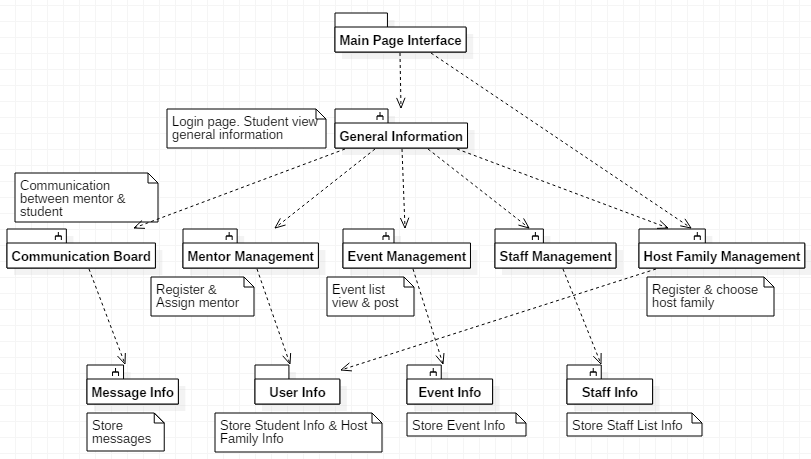 Main Page Interface
Login page. Student view
general information
General Information
Communication
between mentor &
student
Communication Board
Mentor Management
Event Management
Staff Management
Host Family Management
Register &
Assign mentor
Event list
view & post
Register & choose
host family
Message Info
User Info
Event Info
Staff Info
Store
messages
Store Student Info & Host
Family Info
Store Event Info
Store Staff List Info